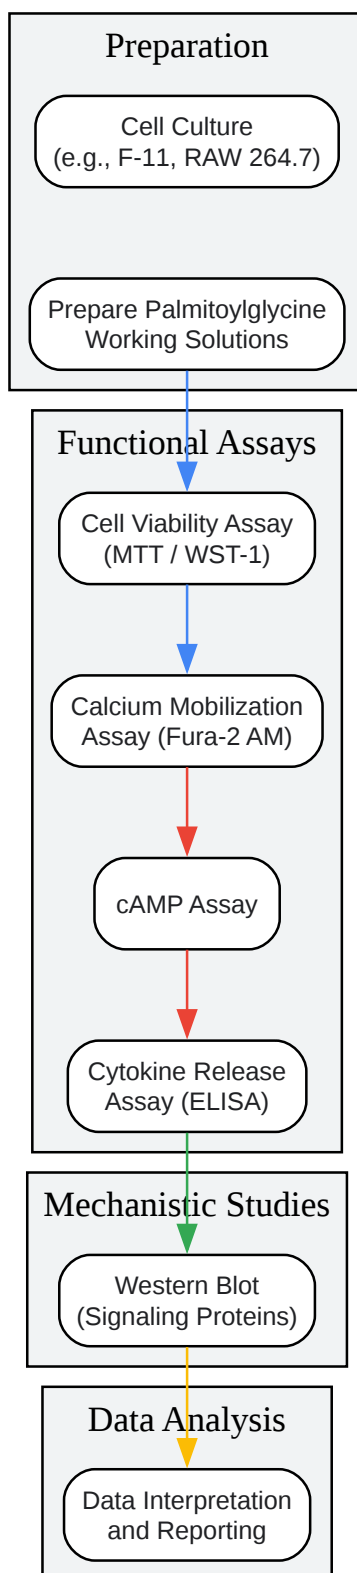 Preparation
Cell Culture
(e.g., F-11, RAW 264.7)
Prepare Palmitoylglycine
Working Solutions
Functional Assays
Cell Viability Assay
(MTT / WST-1)
Calcium Mobilization
Assay (Fura-2 AM)
cAMP Assay
Cytokine Release
Assay (ELISA)
Mechanistic Studies
Western Blot
(Signaling Proteins)
Data Analysis
Data Interpretation
and Reporting